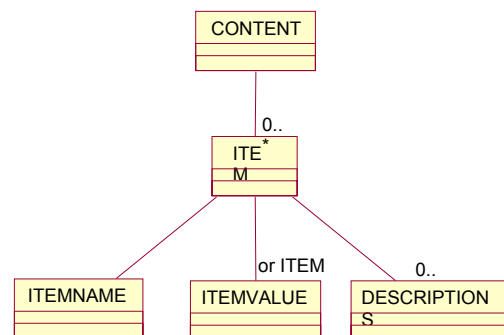 CONTENT
0..
*
ITE
M
or ITEM
0..
ITEMNAME
ITEMVALUE
DESCRIPTION
S